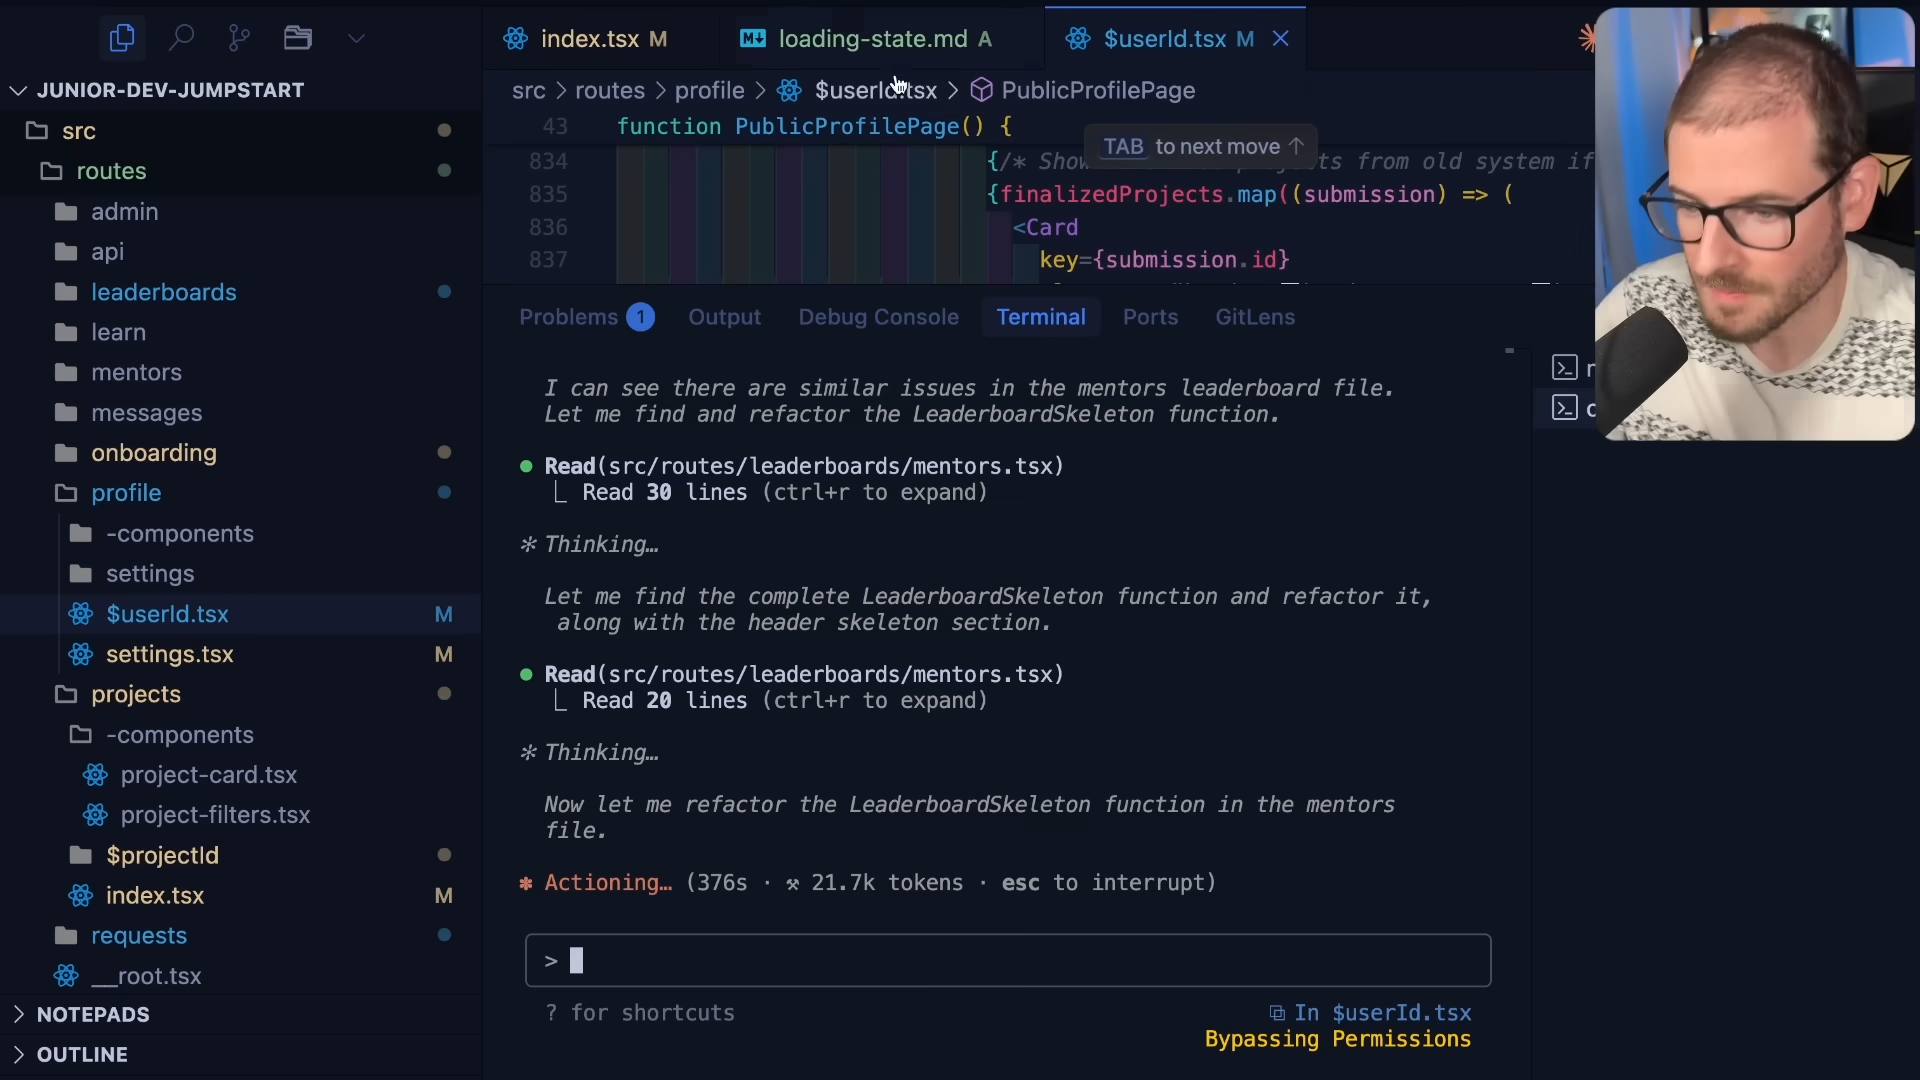 index.tsx M
loading-state.md A
$userId.tsx M
JUNIOR-DEV-JUMPSTART
src
routes
admin
api
leaderboards
learn
mentors
messages
onboarding
profile
-components
settings
$userId.tsx M
settings.tsx M
projects
-components
project-card.tsx
project-filters.tsx
$projectId
index.tsx M
requests
__root.tsx
NOTEPADS
OUTLINE
src > routes > profile > $userId.tsx > PublicProfilePage
43 function PublicProfilePage() {
TAB to next move ↑
834 {/* Sho ts from old system if
835 {finalizedProjects.map((submission) => (
836 <Card
837 key={submission.id}
Problems 1 Output Debug Console Terminal Ports GitLens
I can see there are similar issues in the mentors leaderboard file.
Let me find and refactor the LeaderboardSkeleton function.
Read(src/routes/leaderboards/mentors.tsx)
Read 30 lines (ctrl+r to expand)
✻ Thinking…
Let me find the complete LeaderboardSkeleton function and refactor it,
along with the header skeleton section.
Read(src/routes/leaderboards/mentors.tsx)
Read 20 lines (ctrl+r to expand)
✻ Thinking…
Now let me refactor the LeaderboardSkeleton function in the mentors
file.
✽ Actioning… (376s · ⚒ 21.7k tokens · esc to interrupt)
>
? for shortcuts
In $userId.tsx
Bypassing Permissions